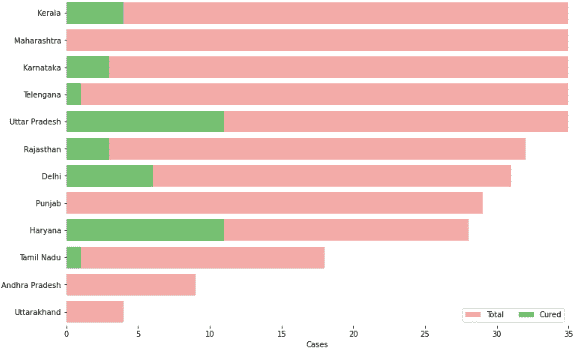 Kerala
Maharashtra
Karnataka
Telengana
Uttar Pradesh
Rajasthan
Delhi
Punjab
Haryana
Tamil Nadu
Andhra Pradesh
Uttarakhand
Total Cured
0 5 10 15 20 25 30 35
Cases